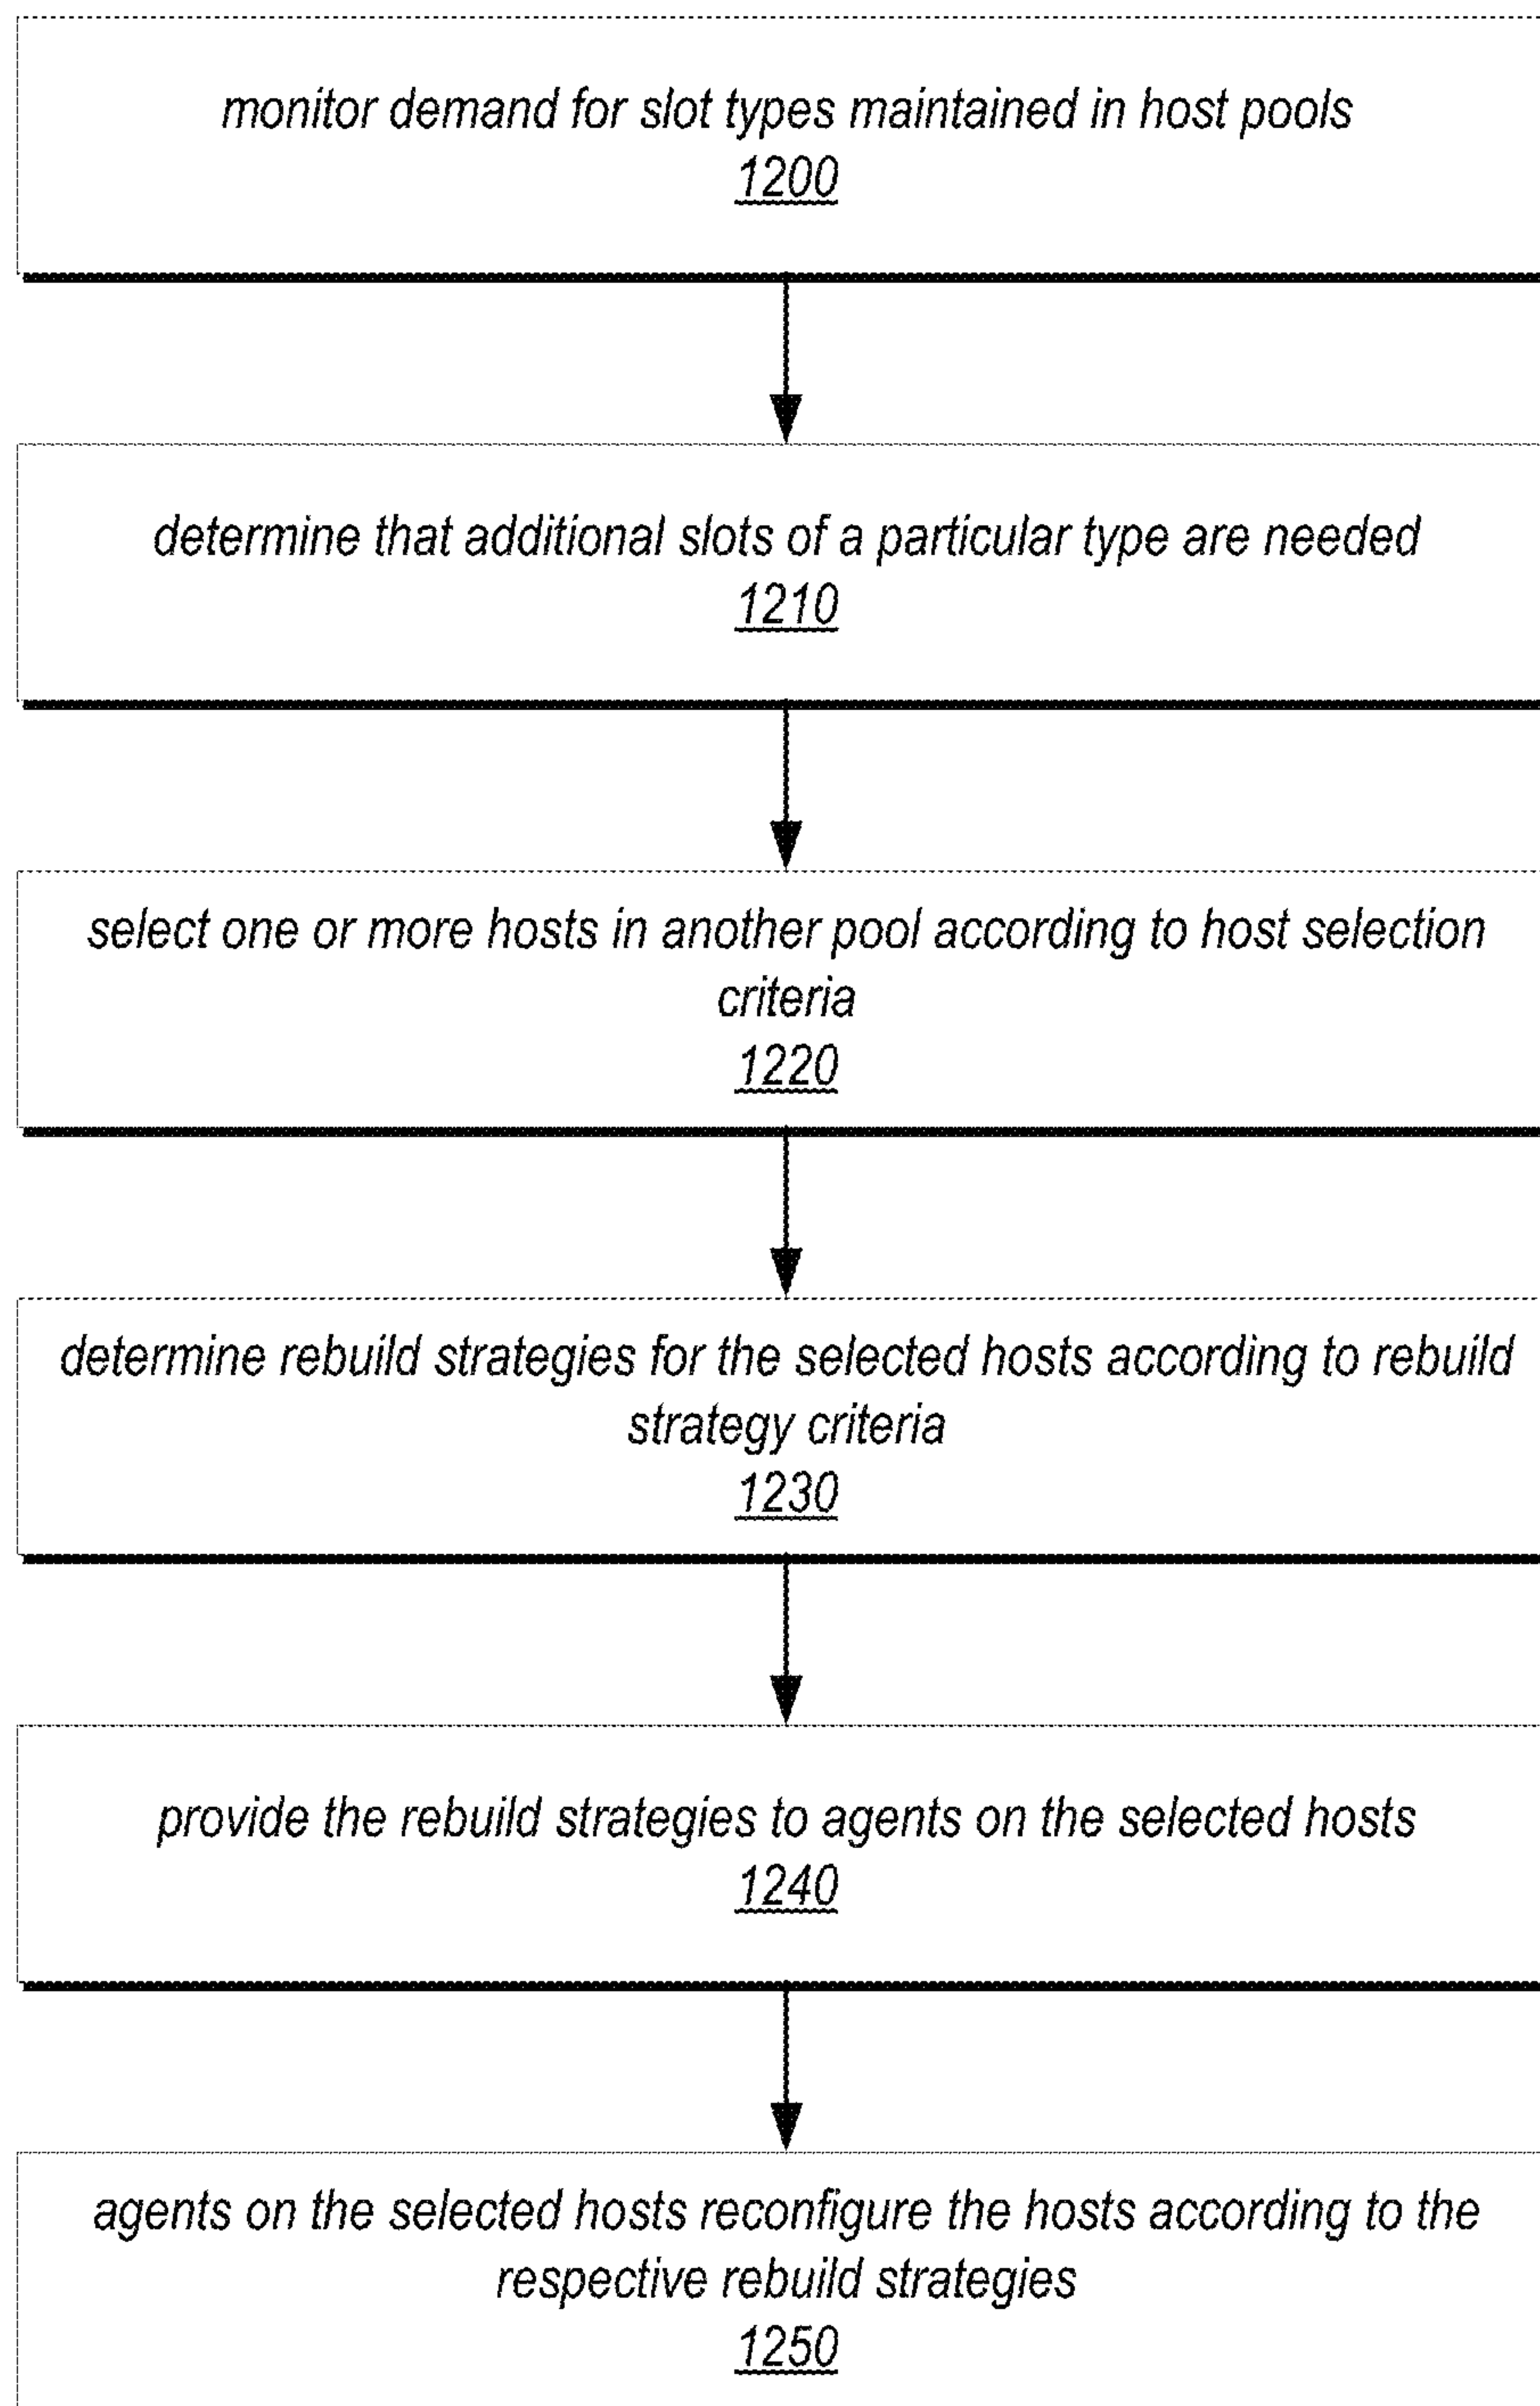 monitor demand for slot types maintained in host pools
1200
determine that additional slots of a particular type are needed
1210
select one or more hosts in another pool according to host selection
criteria
1220
determine rebuild strategies for the selected hosts according to rebuild
strategy criteria
1230
provide the rebuild strategies to agents on the selected hosts
1240
agents on the selected hosts reconfigure the hosts according to the
respective rebuild strategies
1250